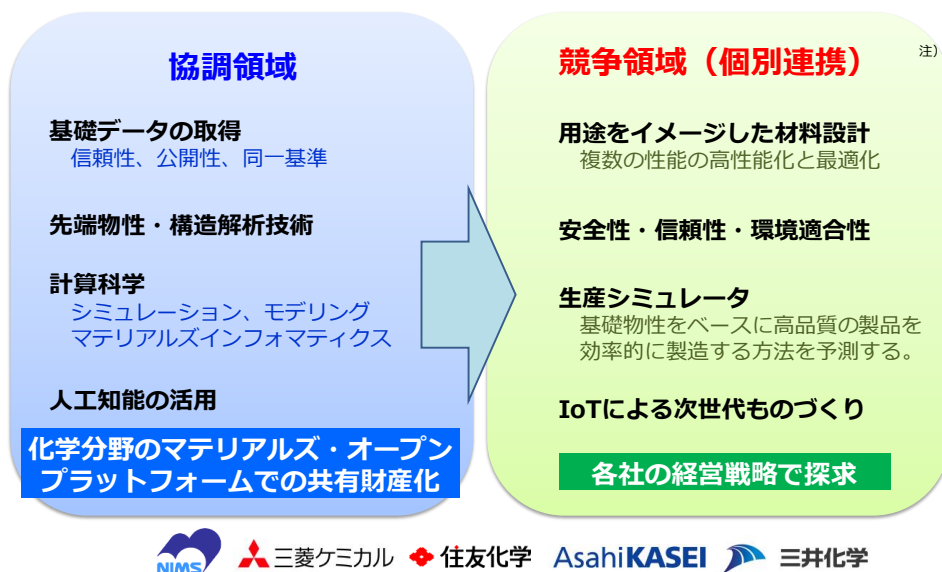 協調領域
基礎データの取得
信頼性、公開性、同一基準
先端物性・構造解析技術
計算科学
シミュレーション、モデリング
マテリアルズインフォマティクス
人工知能の活用
化学分野のマテリアルズ・オープン
プラットフォームでの共有財産化
競争領域（個別連携）
注）
用途をイメージした材料設計
複数の性能の高性能化と最適化
安全性・信頼性・環境適合性
生産シミュレータ
基礎物性をベースに高品質の製品を
効率的に製造する方法を予測する。
IoTによる次世代ものづくり
各社の経営戦略で探求
NIMS 三菱ケミカル 住友化学 AsahiKASEI 三井化学